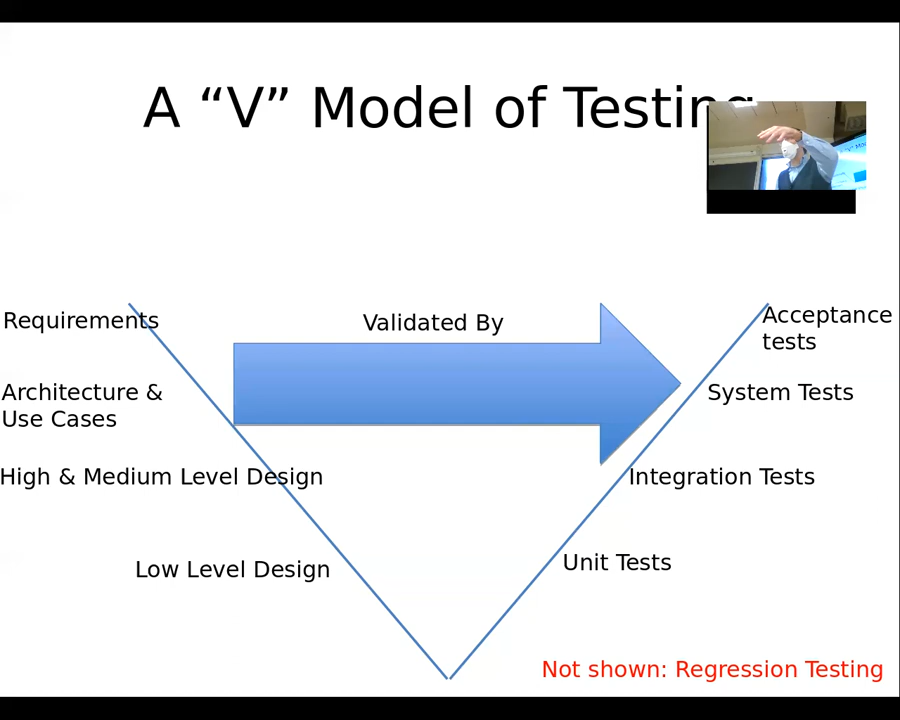 A “V” Model of Testing
Requirements
Validated By
Acceptance
tests
Architecture &
Use Cases
System Tests
High & Medium Level Design
Integration Tests
Low Level Design
Unit Tests
Not shown: Regression Testing